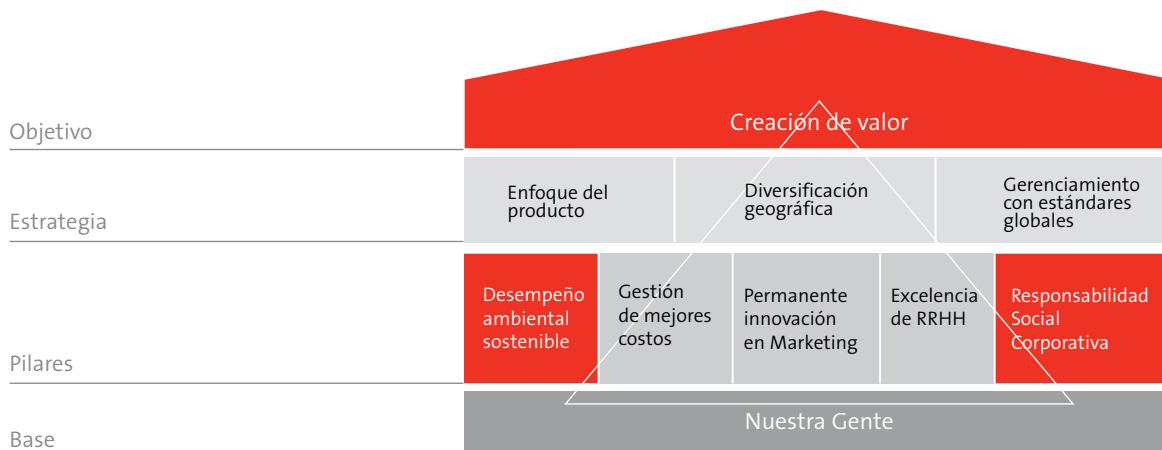 Objetivo
Creación de valor
Estrategia
Enfoque del
producto
Diversificación
geográfica
Gerenciamiento
con estándares
globales
Pilares
Desempeño
ambiental
sostenible
Gestión
de mejores
costos
Permanente
innovación
en Marketing
Excelencia
de RRHH
Responsabilidad
Social
Corporativa
Base
Nuestra Gente